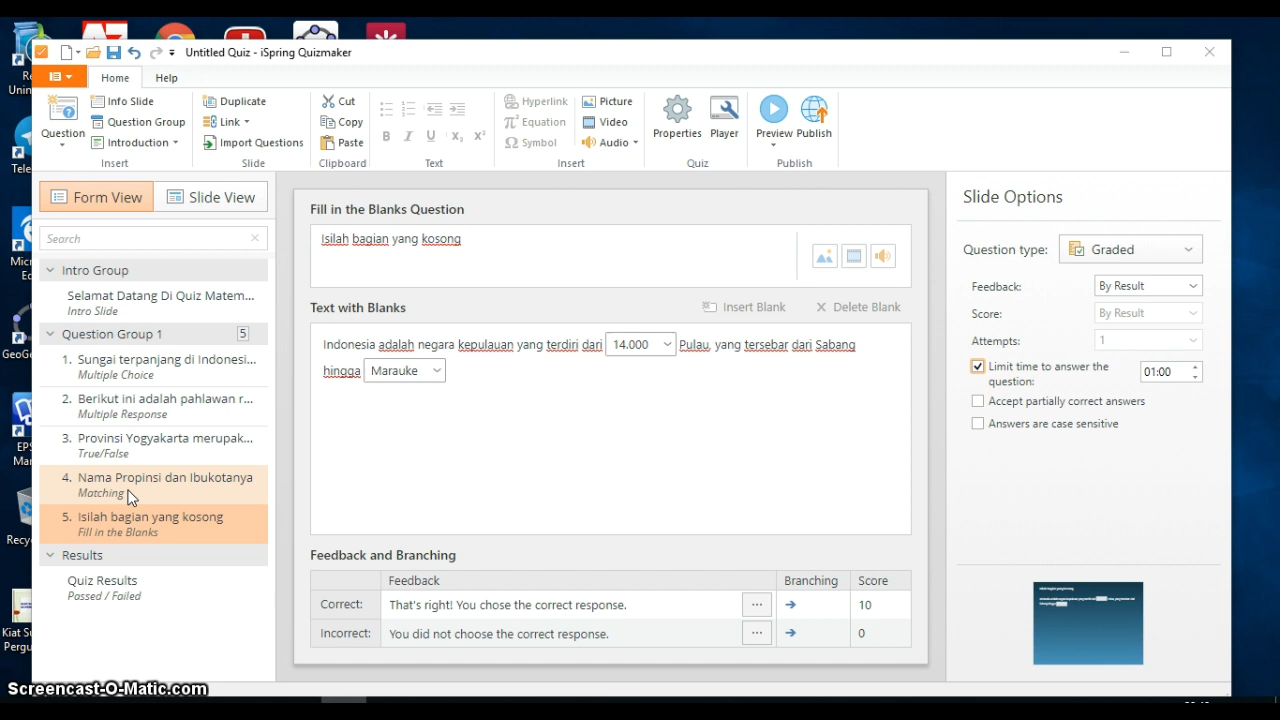 Untitled Quiz - iSpring Quizmaker
Home
Help
Question
Info Slide
Question Group
Introduction
Insert
Duplicate
Link
Import Questions
Slide
Cut
Copy
Paste
Clipboard
B I U X₂ X²
Text
Hyperlink
Equation
Symbol
Picture
Video
Audio
Insert
Properties
Player
Quiz
Preview
Publish
Publish
Form View
Slide View
Search
Intro Group
Selamat Datang Di Quiz Matem...
Intro Slide
Question Group 1
5
1. Sungai terpanjang di Indonesi...
Multiple Choice
2. Berikut ini adalah pahlawan r...
Multiple Response
3. Provinsi Yogyakarta merupak...
True/False
4. Nama Propinsi dan Ibukotanya
Matching
5. Isilah bagian yang kosong
Fill in the Blanks
Results
Quiz Results
Passed / Failed
Fill in the Blanks Question
Isilah bagian yang kosong
Text with Blanks
Insert Blank
Delete Blank
Indonesia adalah negara kepulauan yang terdiri dari 14.000 Pulau, yang tersebar dari Sabang
hingga Marauke
Feedback and Branching
Feedback Branching Score
Correct: That's right! You chose the correct response. ... 10
Incorrect: You did not choose the correct response. ... 0
Slide Options
Question type: Graded
Feedback: By Result
Score: By Result
Attempts: 1
Limit time to answer the
question:
01:00
Accept partially correct answers
Answers are case sensitive
Screencast-O-Matic.com